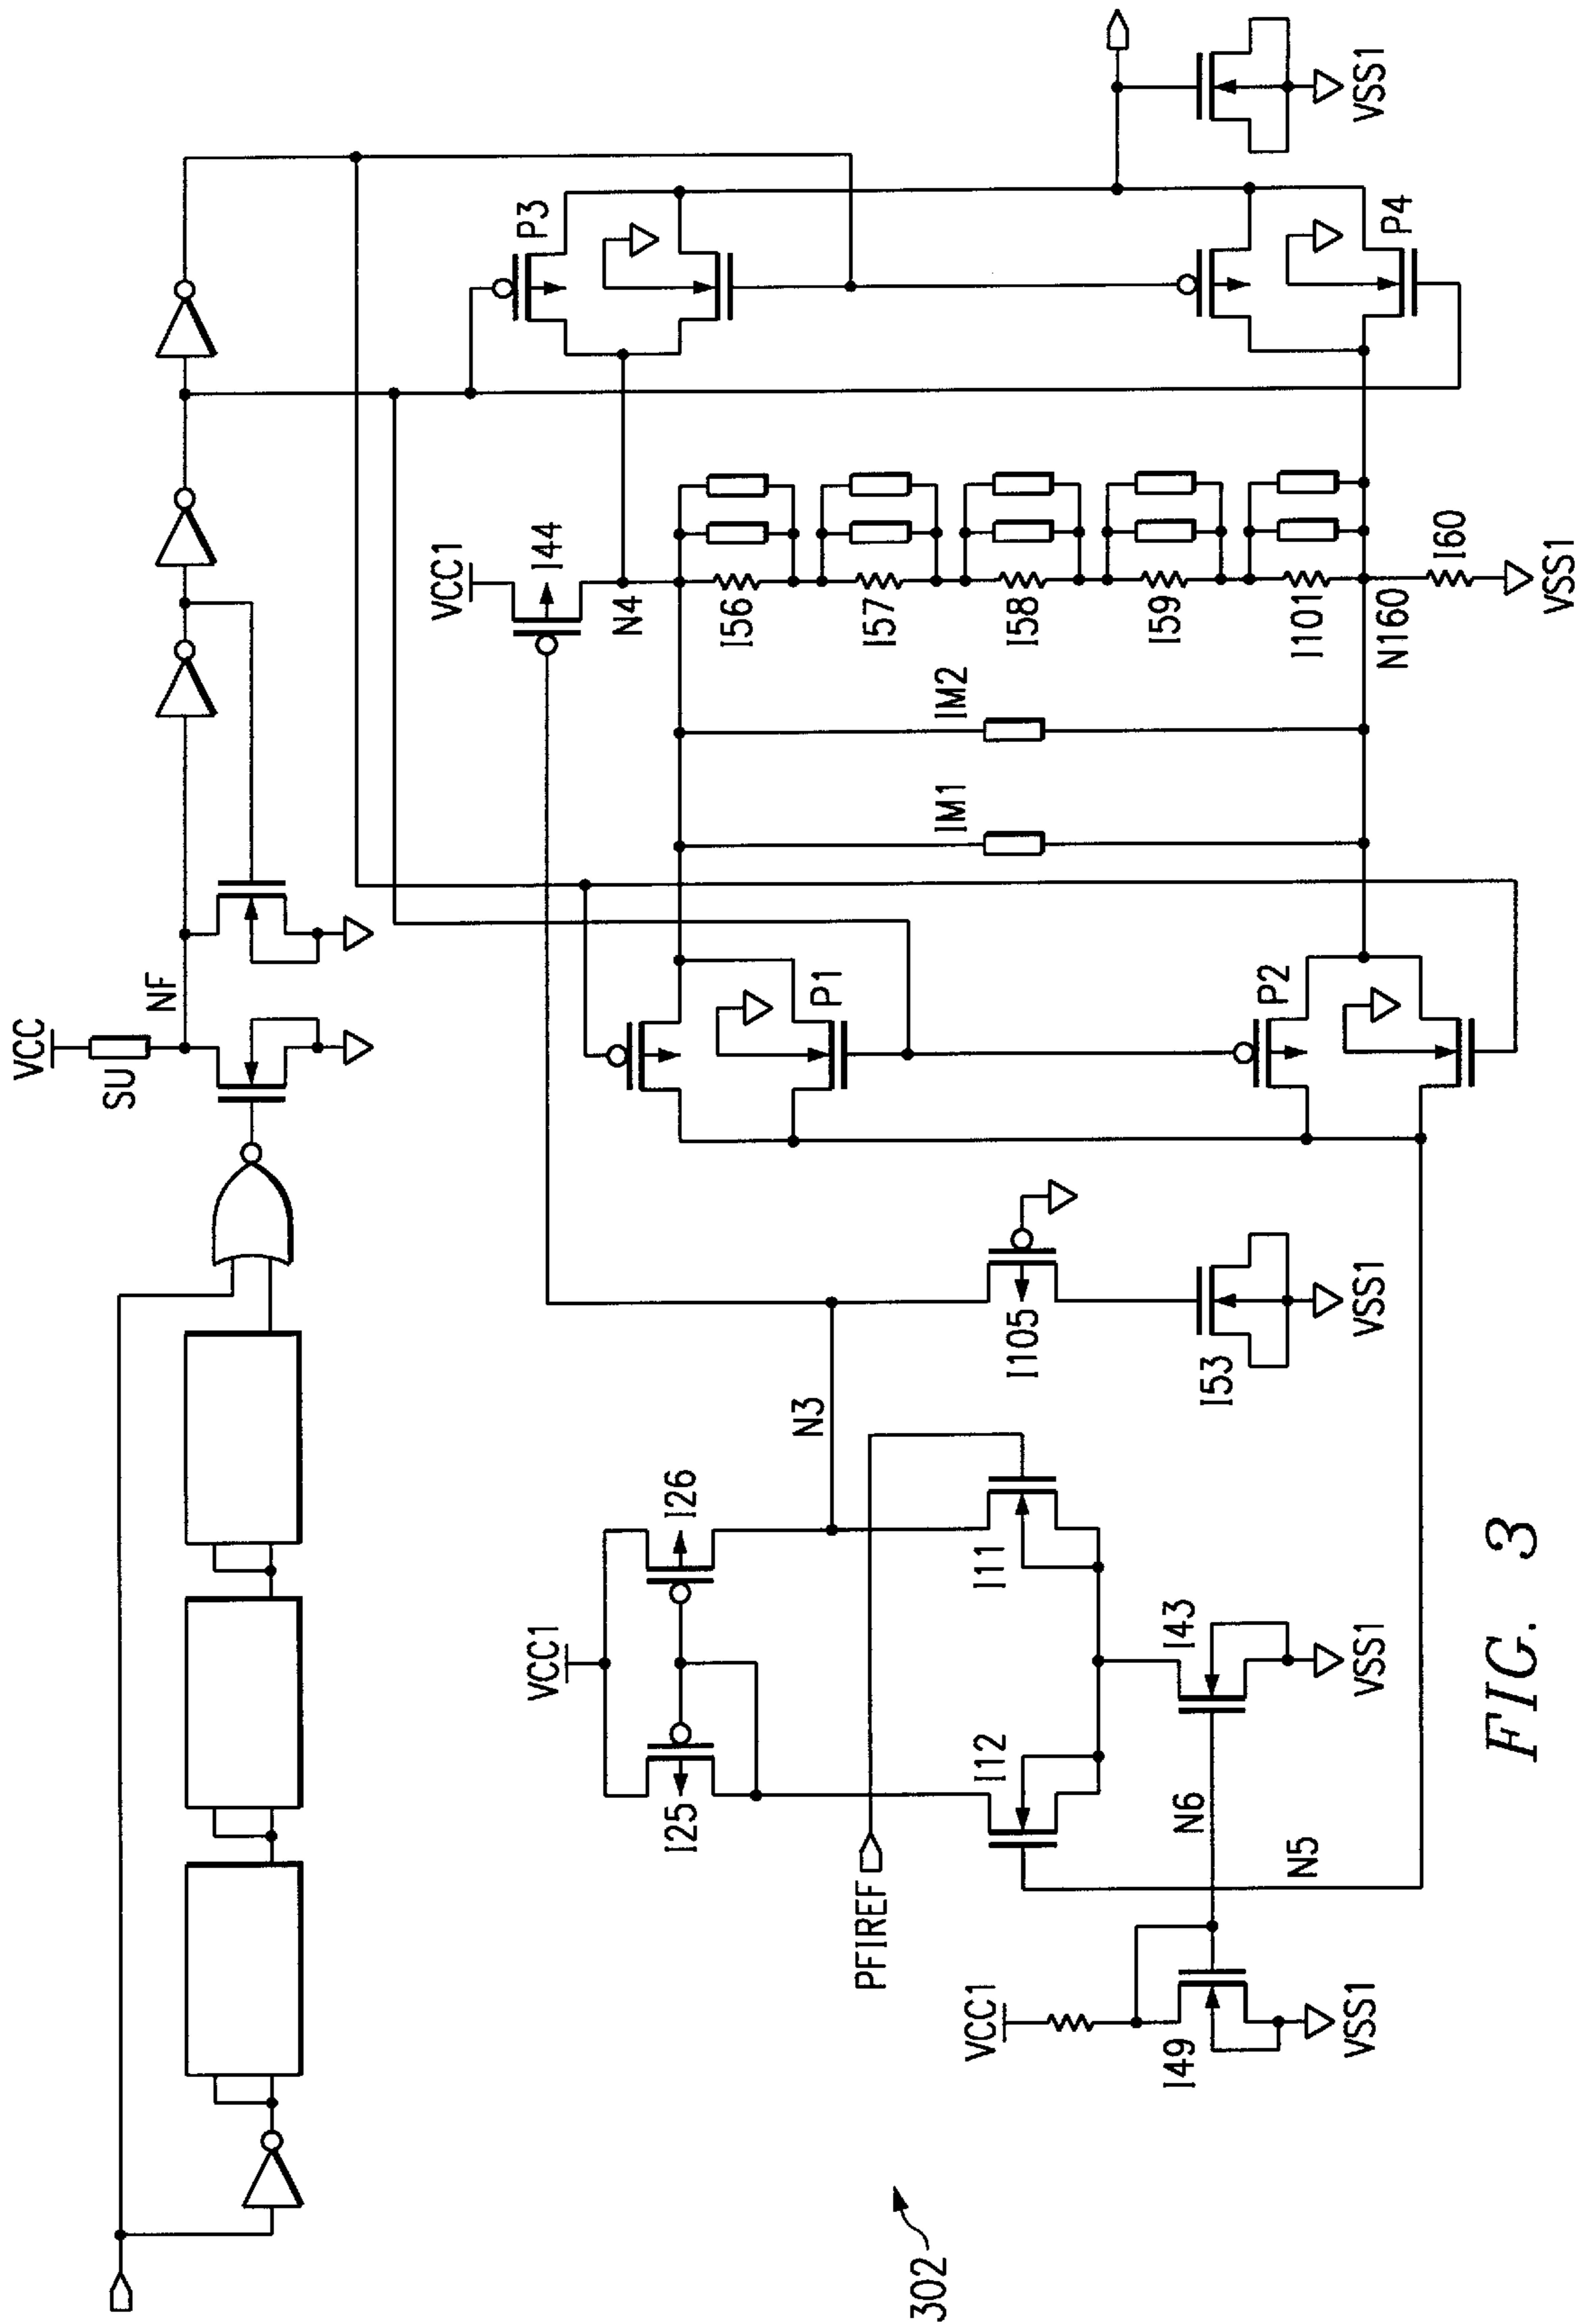 VCC
SU
NF
VCC1
I44
P3
N4
VCC1
I25
I26
N3
P1
I56
PFIREF
I57
IM1
IM2
VCC1
I12
I11
I105
I58
I59
I49
N6
I43
I53
P2
I101
N5
N160
P4
I60
VSS1
VSS1
VSS1
VSS1
VSS1
302
FIG. 3